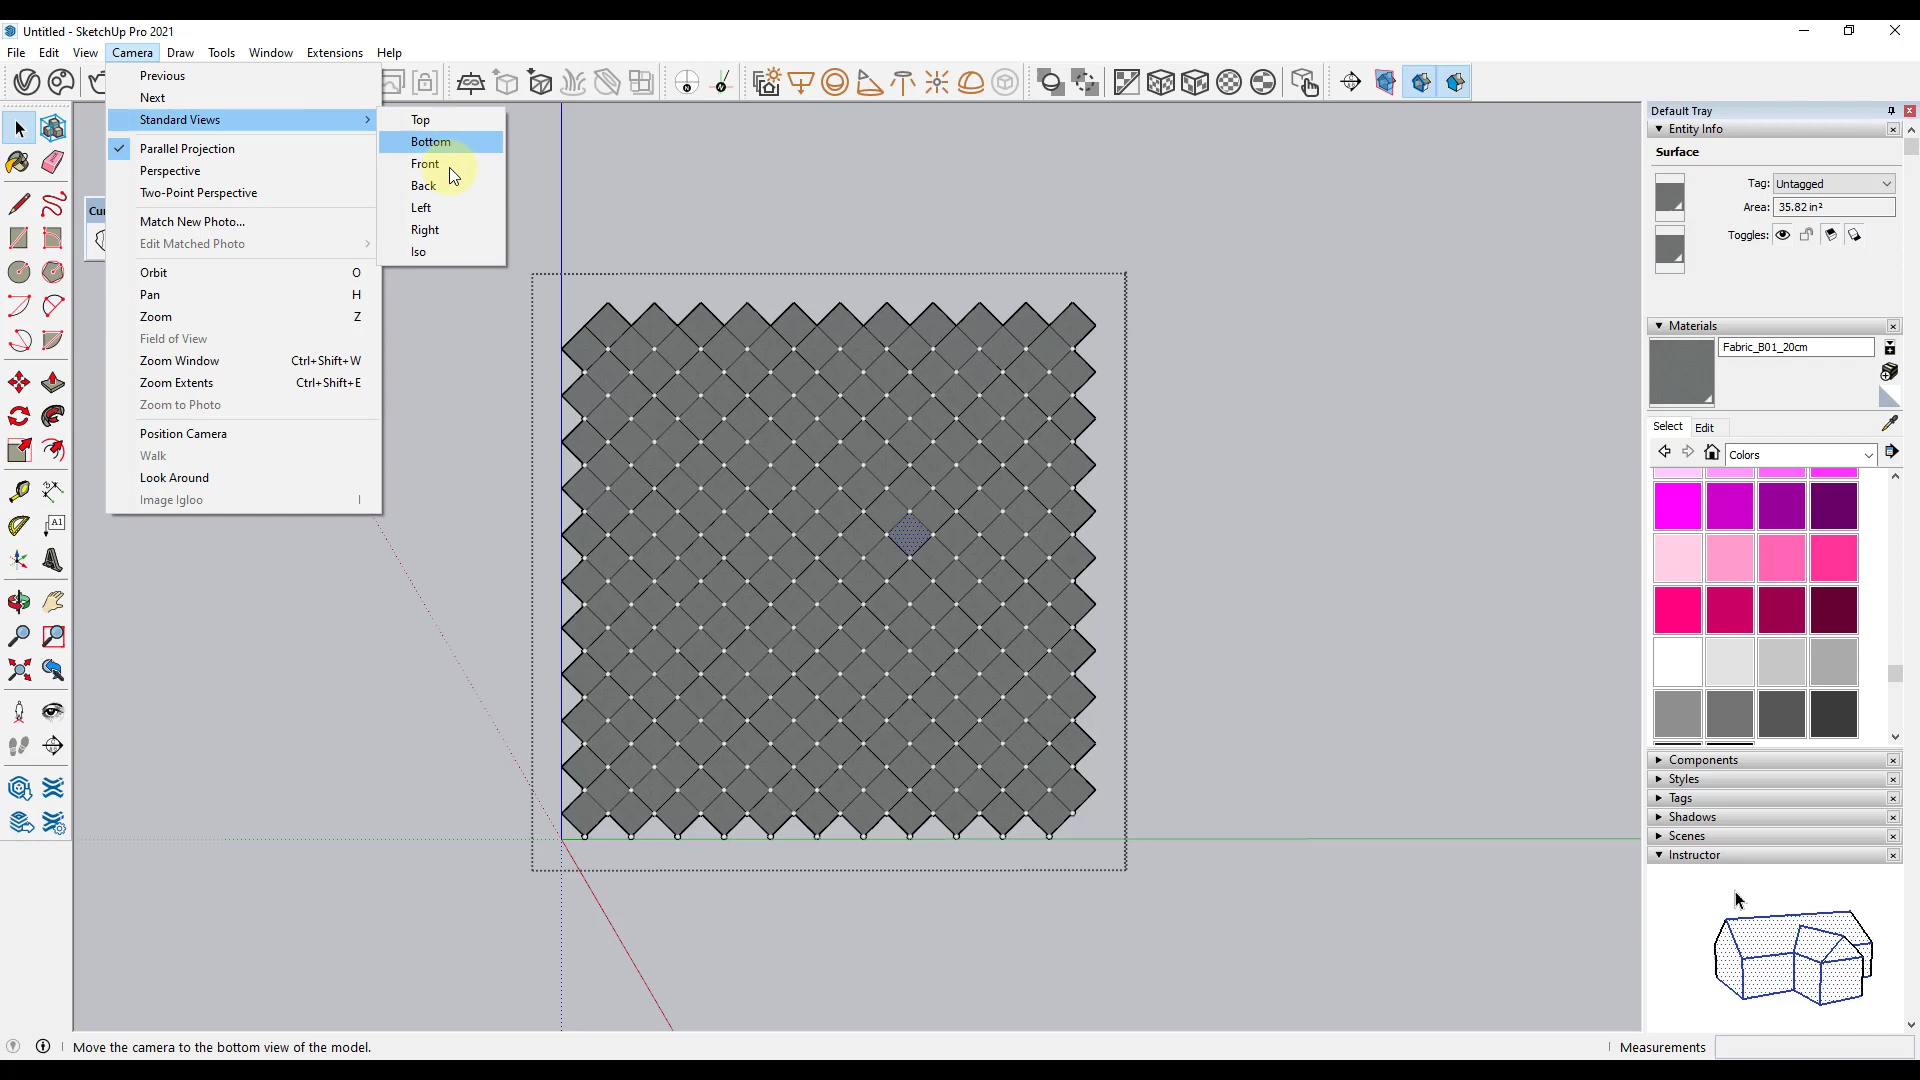 Untitled - SketchUp Pro 2021
File Edit View Camera Draw Tools Window Extensions Help
Previous
Next
Standard Views
Parallel Projection
Perspective
Two-Point Perspective
Match New Photo...
Edit Matched Photo
Orbit O
Pan H
Zoom Z
Field of View
Zoom Window Ctrl+Shift+W
Zoom Extents Ctrl+Shift+E
Zoom to Photo
Position Camera
Walk
Look Around
Image Igloo I
Top
Bottom
Front
Back
Left
Right
Iso
A1
Default Tray
Entity Info
Surface
Tag: Untagged
Area: 35.82 in²
Toggles:
Materials
Fabric_B01_20cm
Select Edit
Colors
Components
Styles
Tags
Shadows
Scenes
Instructor
Move the camera to the bottom view of the model.
Measurements